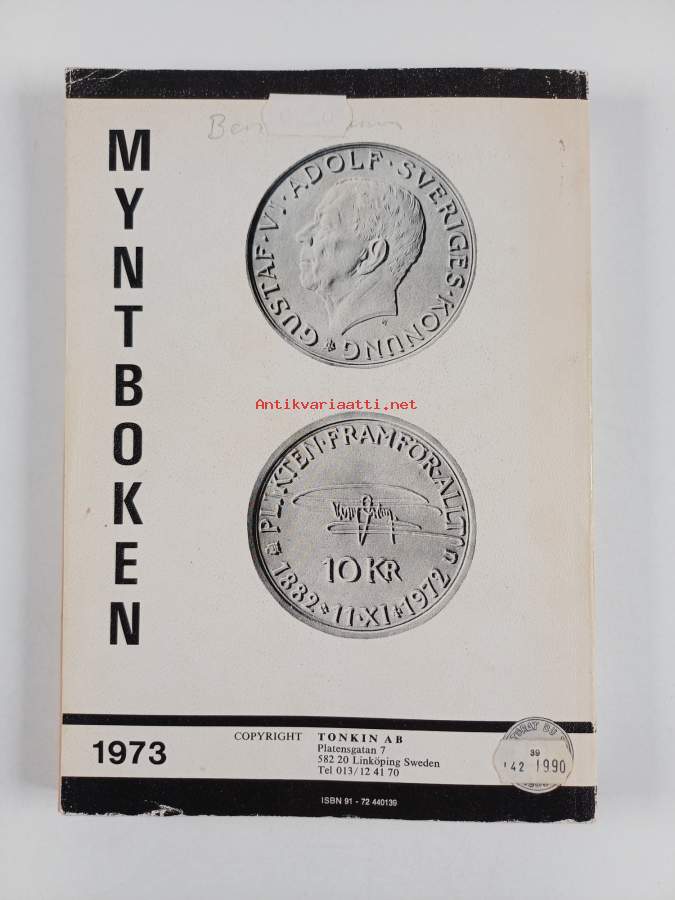 MYNTBOKEN
GUSTAF·VI·ADOLF·SVERIGES·KONUNG
Antikvariaatti.net
PLIKTEN·FRAMFÖR·ALLT
10 KR
1882 11·XI 1972
1973
COPYRIGHT TONKIN AB
Platensgatan 7
582 20 Linköping Sweden
Tel 013/12 41 70
39
1990
ISBN 91 - 72 440139